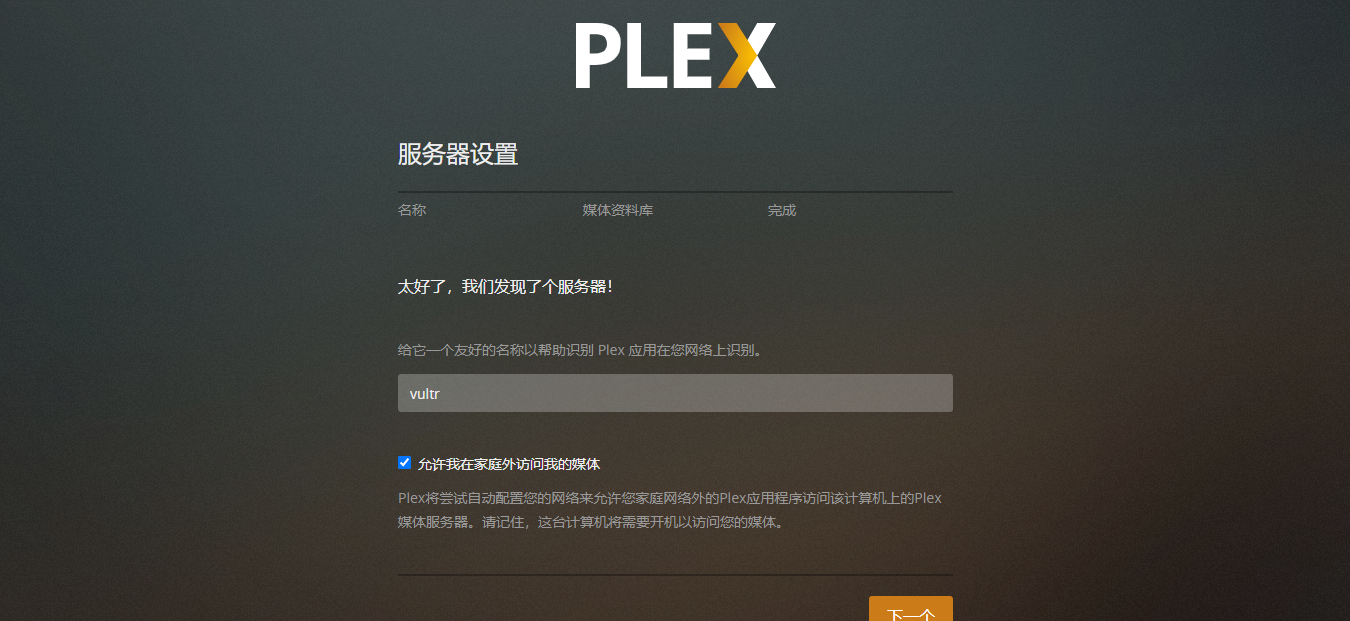 PLEX
服务器设置
名称 媒体资料库 完成
太好了，我们发现了个服务器！
给它一个友好的名称以帮助识别 Plex 应用在您网络上识别。
vultr
允许我在家庭外访问我的媒体
Plex将尝试自动配置您的网络来允许您家庭网络外的Plex应用程序访问该计算机上的Plex
媒体服务器。请记住，这台计算机将需要开机以访问您的媒体。
下一个